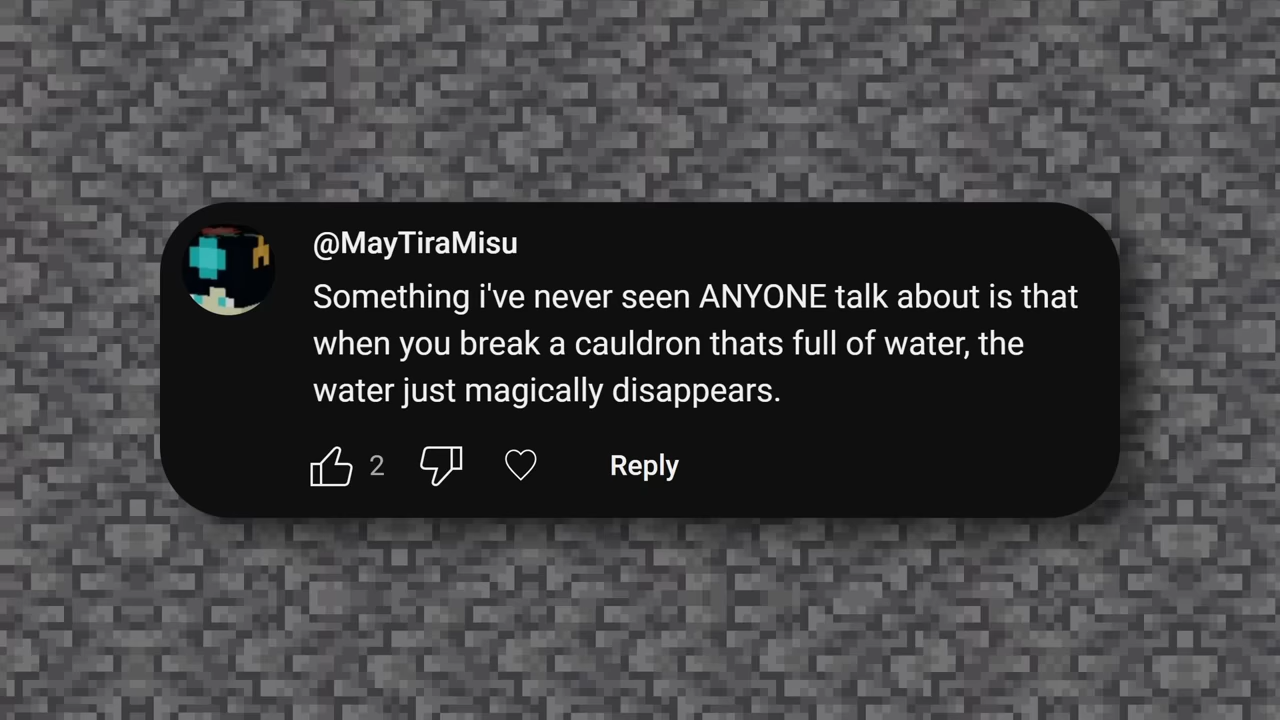 @MayTiraMisu
Something i've never seen ANYONE talk about is that
when you break a cauldron thats full of water, the
water just magically disappears.
2
Reply